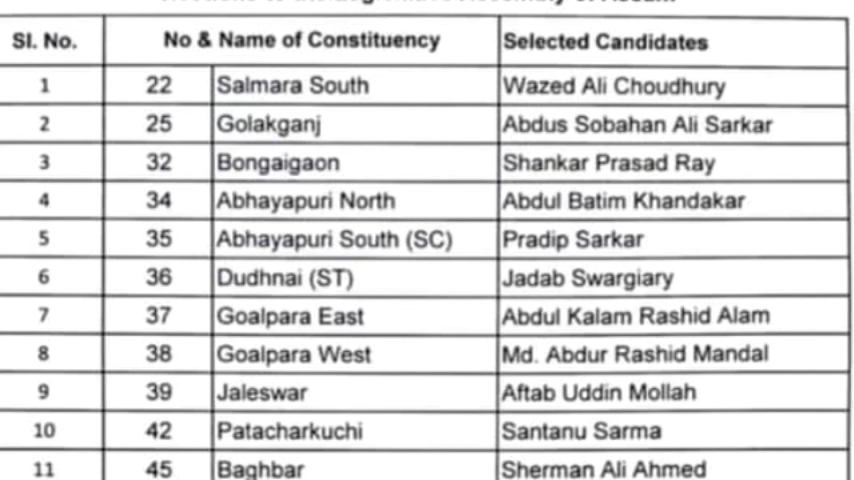 Sl. No. No & Name of Constituency Selected Candidates
1 22 Salmara South Wazed Ali Choudhury
2 25 Golakganj Abdus Sobahan Ali Sarkar
3 32 Bongaigaon Shankar Prasad Ray
4 34 Abhayapuri North Abdul Batim Khandakar
5 35 Abhayapuri South (SC) Pradip Sarkar
6 36 Dudhnai (ST) Jadab Swargiary
7 37 Goalpara East Abdul Kalam Rashid Alam
8 38 Goalpara West Md. Abdur Rashid Mandal
9 39 Jaleswar Aftab Uddin Mollah
10 42 Patacharkuchi Santanu Sarma
11 45 Baghbar Sherman Ali Ahmed